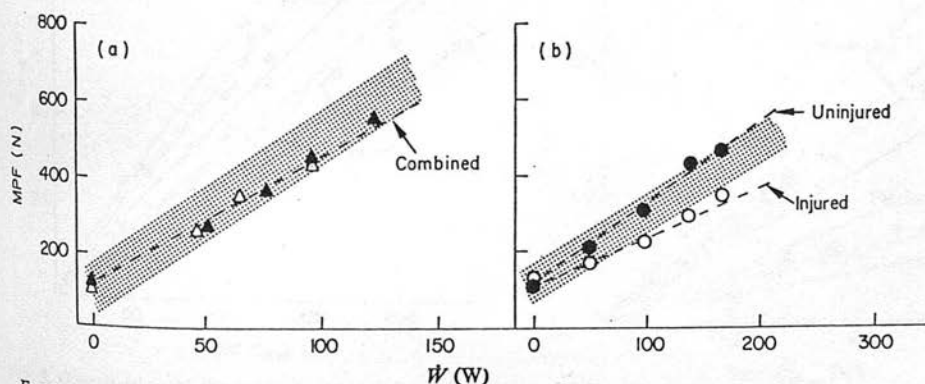 800
600
400
200
MPF (N)
(a)
Combined
0 50 100 150
(b)
Uninjured
Injured
0 100 200 300
Ẇ (W)